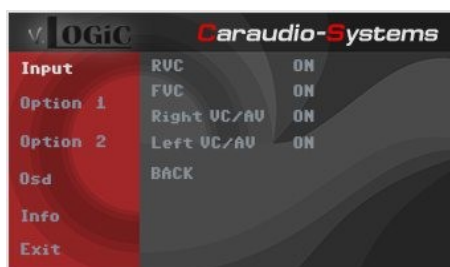 v.LOGiC Caraudio-Systems
Input
Option 1
Option 2
Osd
Info
Exit
RVC ON
FVC ON
Right VC/AV ON
Left VC/AV ON
BACK